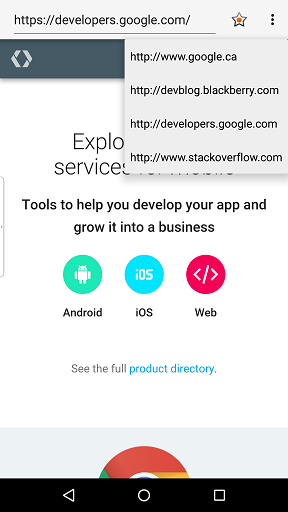 https://developers.google.com/
http://www.google.ca
http://devblog.blackberry.com
http://developers.google.com
http://www.stackoverflow.com
Explo
services for mobile
Tools to help you develop your app and
grow it into a business
iOS
Android
iOS
Web
See the full product directory.